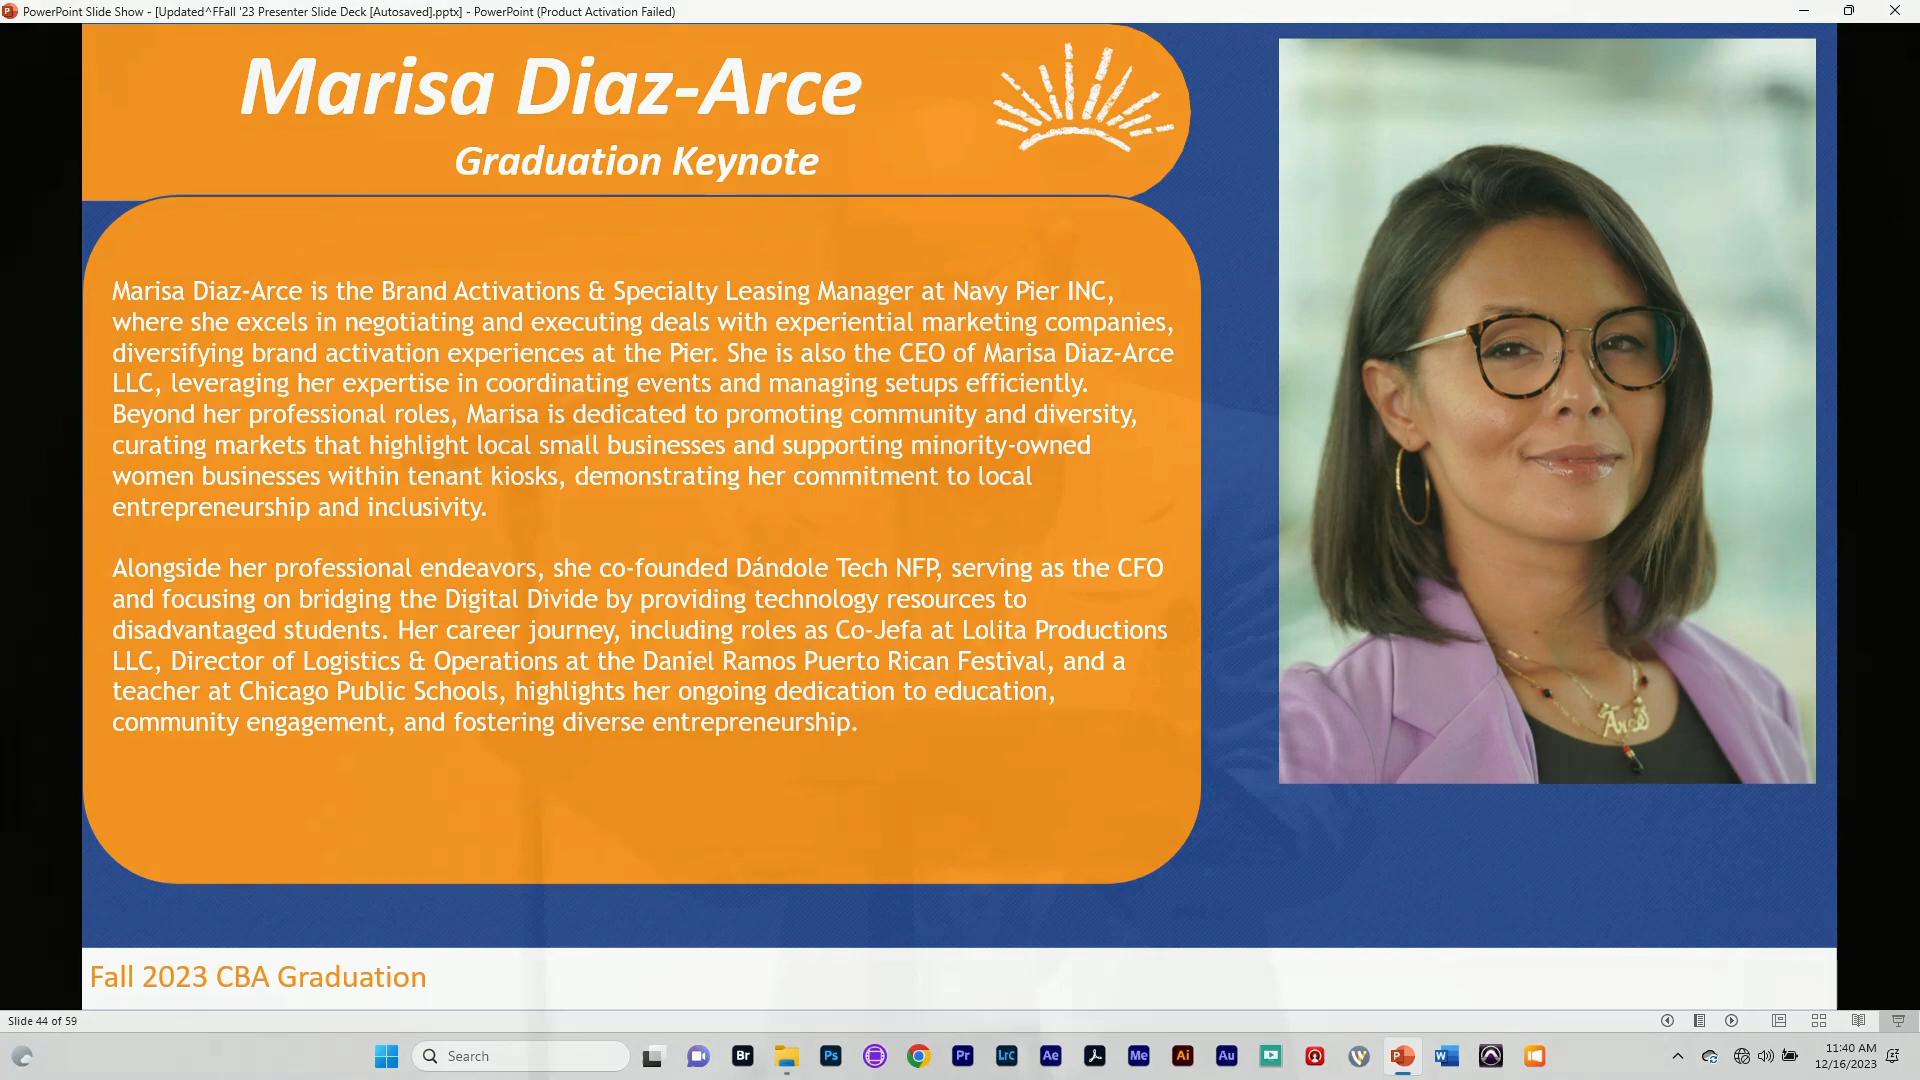 PowerPoint Slide Show - [Updated^FFall '23 Presenter Slide Deck [Autosaved].pptx] - PowerPoint (Product Activation Failed)
Marisa Diaz-Arce
Graduation Keynote
Marisa Diaz-Arce is the Brand Activations & Specialty Leasing Manager at Navy Pier INC,
where she excels in negotiating and executing deals with experiential marketing companies,
diversifying brand activation experiences at the Pier. She is also the CEO of Marisa Diaz-Arce
LLC, leveraging her expertise in coordinating events and managing setups efficiently.
Beyond her professional roles, Marisa is dedicated to promoting community and diversity,
curating markets that highlight local small businesses and supporting minority-owned
women businesses within tenant kiosks, demonstrating her commitment to local
entrepreneurship and inclusivity.
Alongside her professional endeavors, she co-founded Dándole Tech NFP, serving as the CFO
and focusing on bridging the Digital Divide by providing technology resources to
disadvantaged students. Her career journey, including roles as Co-Jefa at Lolita Productions
LLC, Director of Logistics & Operations at the Daniel Ramos Puerto Rican Festival, and a
teacher at Chicago Public Schools, highlights her ongoing dedication to education,
community engagement, and fostering diverse entrepreneurship.
Arce
Fall 2023 CBA Graduation
Slide 44 of 59
Search
Br
Ps
Pr
Lrc
Ae
Me
Ai
Au
11:40 AM
12/16/2023